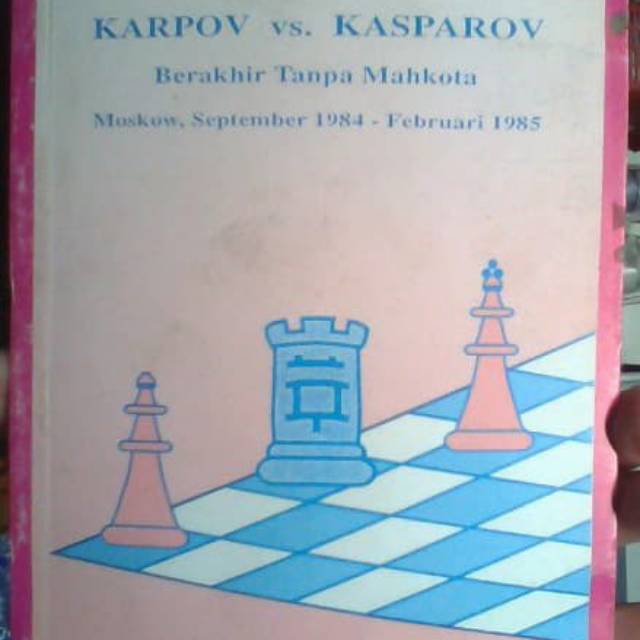 KARPOV vs. KASPAROV
Berakhir Tanpa Mahkota
Moskow, September 1984 - Februari 1985